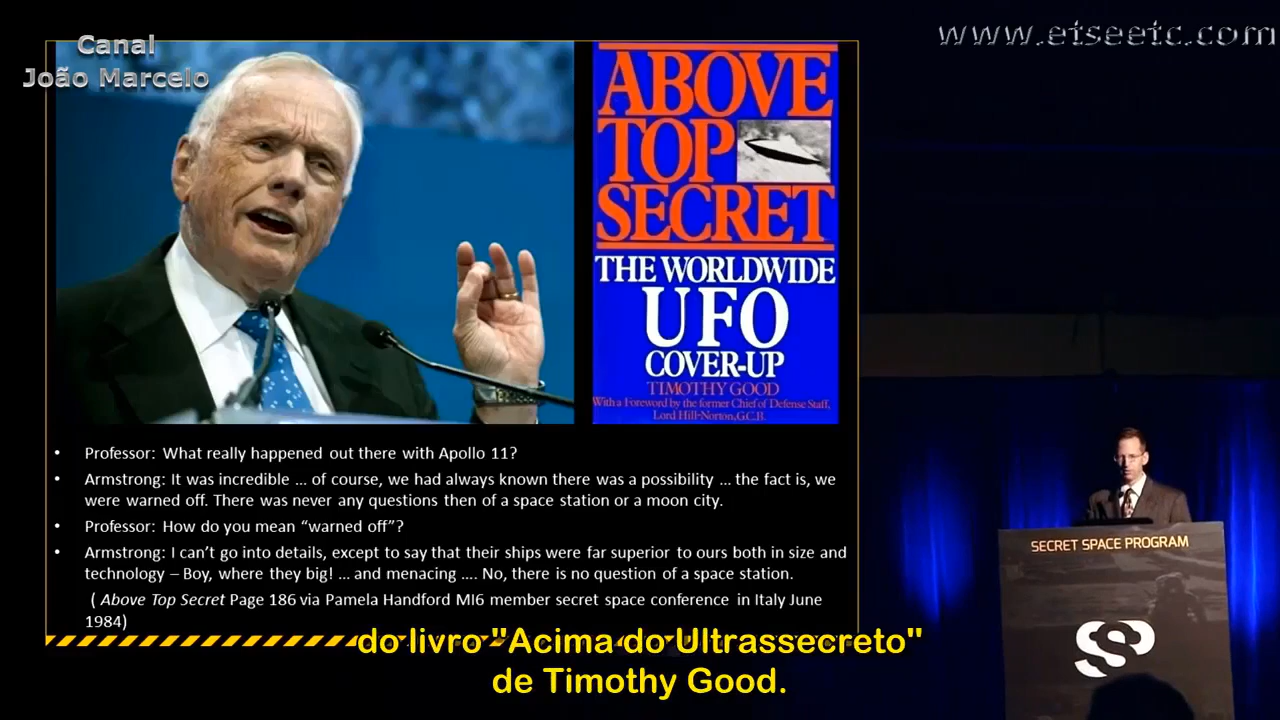 Canal
João Marcelo
www.etseetc.com
ABOVE
TOP
SECRET
THE WORLDWIDE
UFO
COVER-UP
TIMOTHY GOOD
With a Foreword by the former Chief of Defense Staff,
Lord Hill-Norton, G.C.B.
• Professor: What really happened out there with Apollo 11?
• Armstrong: It was incredible ... of course, we had always known there was a possibility ... the fact is, we
were warned off. There was never any questions then of a space station or a moon city.
• Professor: How do you mean “warned off”?
• Armstrong: I can’t go into details, except to say that their ships were far superior to ours both in size and
technology – Boy, where they big! ... and menacing .... No, there is no question of a space station.
( Above Top Secret Page 186 via Pamela Handford MI6 member secret space conference in Italy June
1984)
SECRET SPACE PROGRAM
SSP
do livro "Acima do Ultrassecreto"
de Timothy Good.